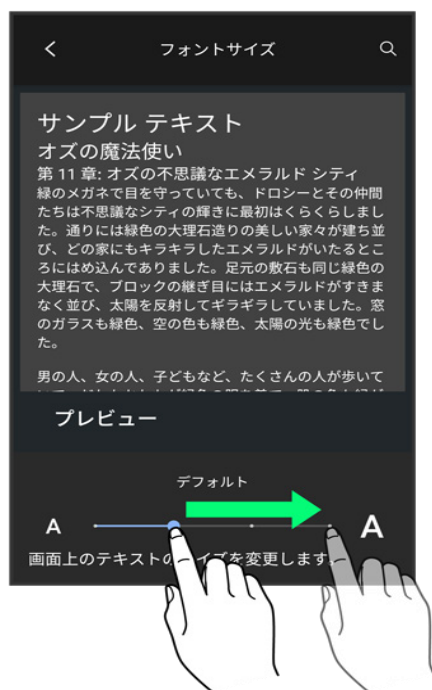 フォントサイズ
サンプル テキスト
オズの魔法使い
第 11 章: オズの不思議なエメラルド シティ
緑のメガネで目を守っていても、ドロシーとその仲間
たちは不思議なシティの輝きに最初はくらくらしまし
た。通りには緑色の大理石造りの美しい家々が建ち並
び、どの家にもキラキラしたエメラルドがいたるとこ
ろにはめ込んでありました。足元の敷石も同じ緑色の
大理石で、ブロックの継ぎ目にはエメラルドがすきま
なく並び、太陽を反射してギラギラしていました。窓
のガラスも緑色、空の色も緑色、太陽の光も緑色でし
た。
男の人、女の人、子どもなど、たくさんの人が歩いて
プレビュー
デフォルト
A A
画面上のテキストの イズを変更します。